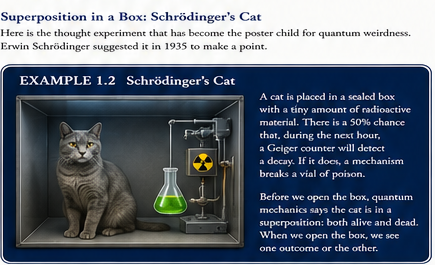 Superposition in a Box: Schrödinger's Cat
Here is the thought experiment that has become the poster child for quantum weirdness.
Erwin Schrödinger suggested it in 1935 to make a point.
EXAMPLE 1.2 Schrödinger's Cat
A cat is placed in a sealed box
with a tiny amount of radioactive
material. There is a 50% chance
that, during the next hour,
a Geiger counter will detect
a decay. If it does, a mechanism
breaks a vial of poison.
Before we open the box, quantum
mechanics says the cat is in a
superposition: both alive and dead.
When we open the box, we see
one outcome or the other.